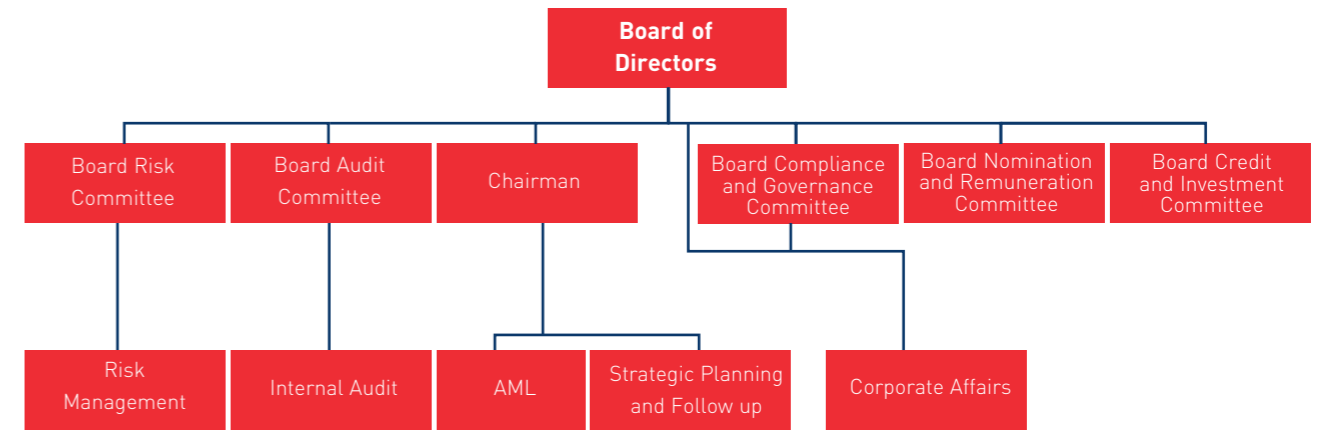 Board of
Directors
Board Risk
Committee
Board Audit
Committee
Chairman
Board Compliance
and Governance
Committee
Board Nomination
and Remuneration
Committee
Board Credit
and Investment
Committee
Risk
Management
Internal Audit
AML
Strategic Planning
and Follow up
Corporate Affairs